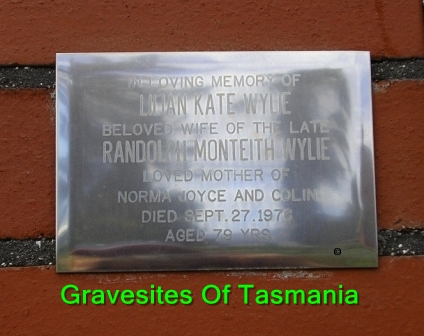 IN LOVING MEMORY OF
LILIAN KATE WYLIE
BELOVED WIFE OF THE LATE
RANDOLPH MONTEITH WYLIE
LOVED MOTHER OF
NORMA JOYCE AND COLIN
DIED SEPT. 27.
AGED 79 YRS.
©
Gravesites Of Tasmania